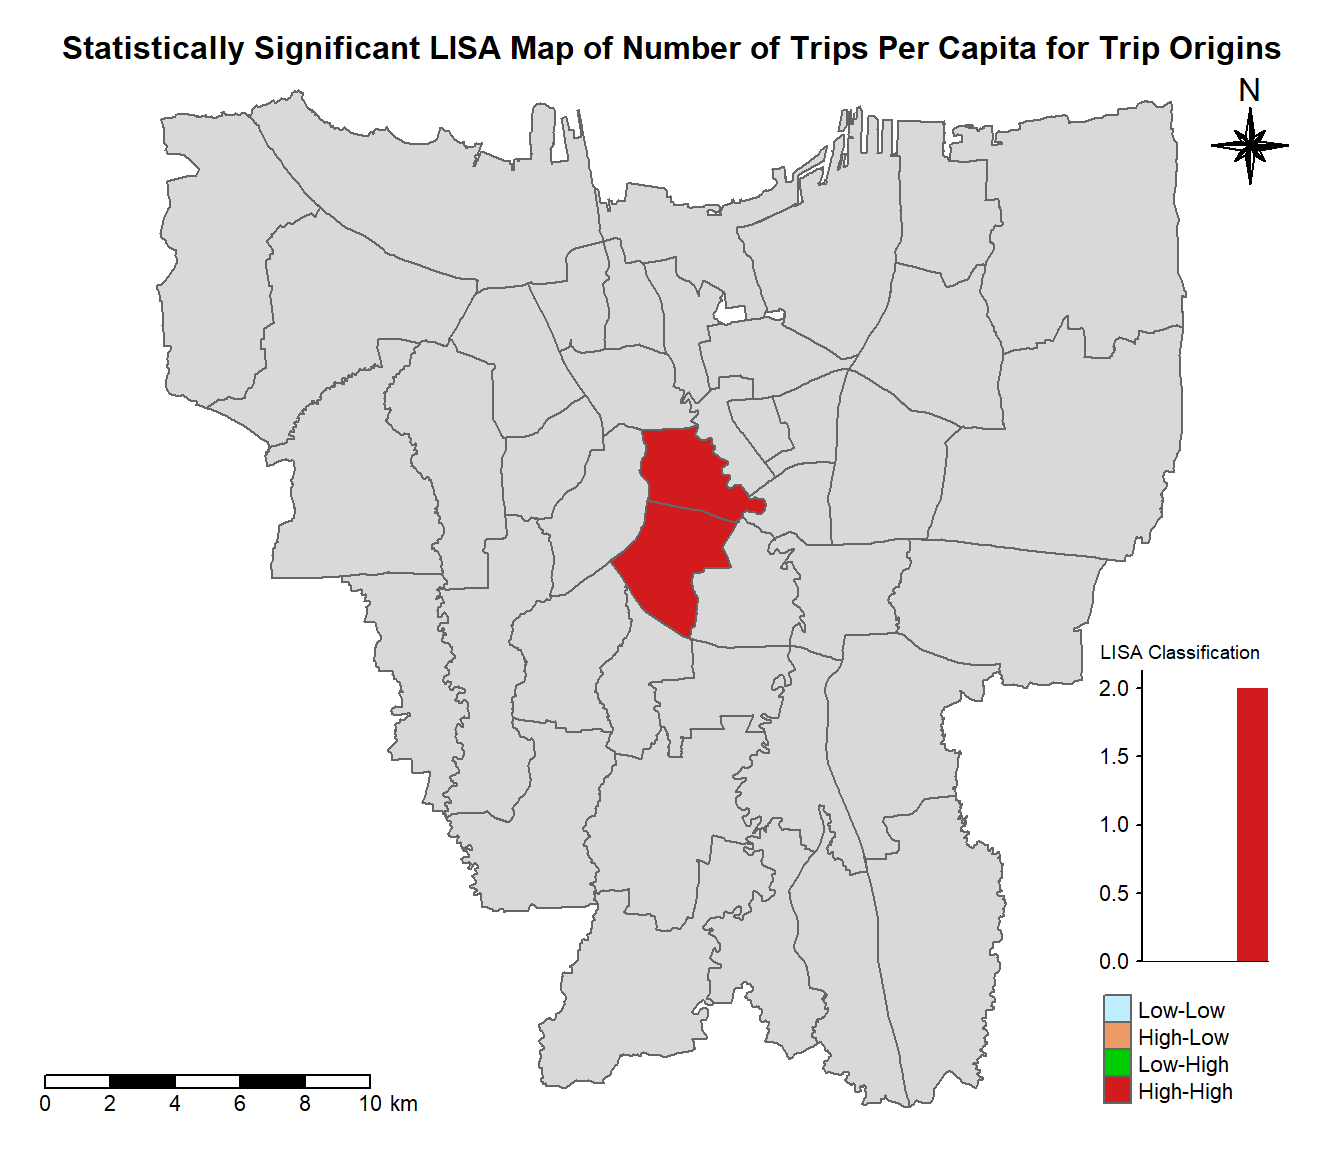 Statistically Significant LISA Map of Number of Trips Per Capita for Trip Origins
N
LISA Classification
2.0
1.5
1.0
0.5
0.0
Low-Low
High-Low
Low-High
High-High
0 2 4 6 8 10 km